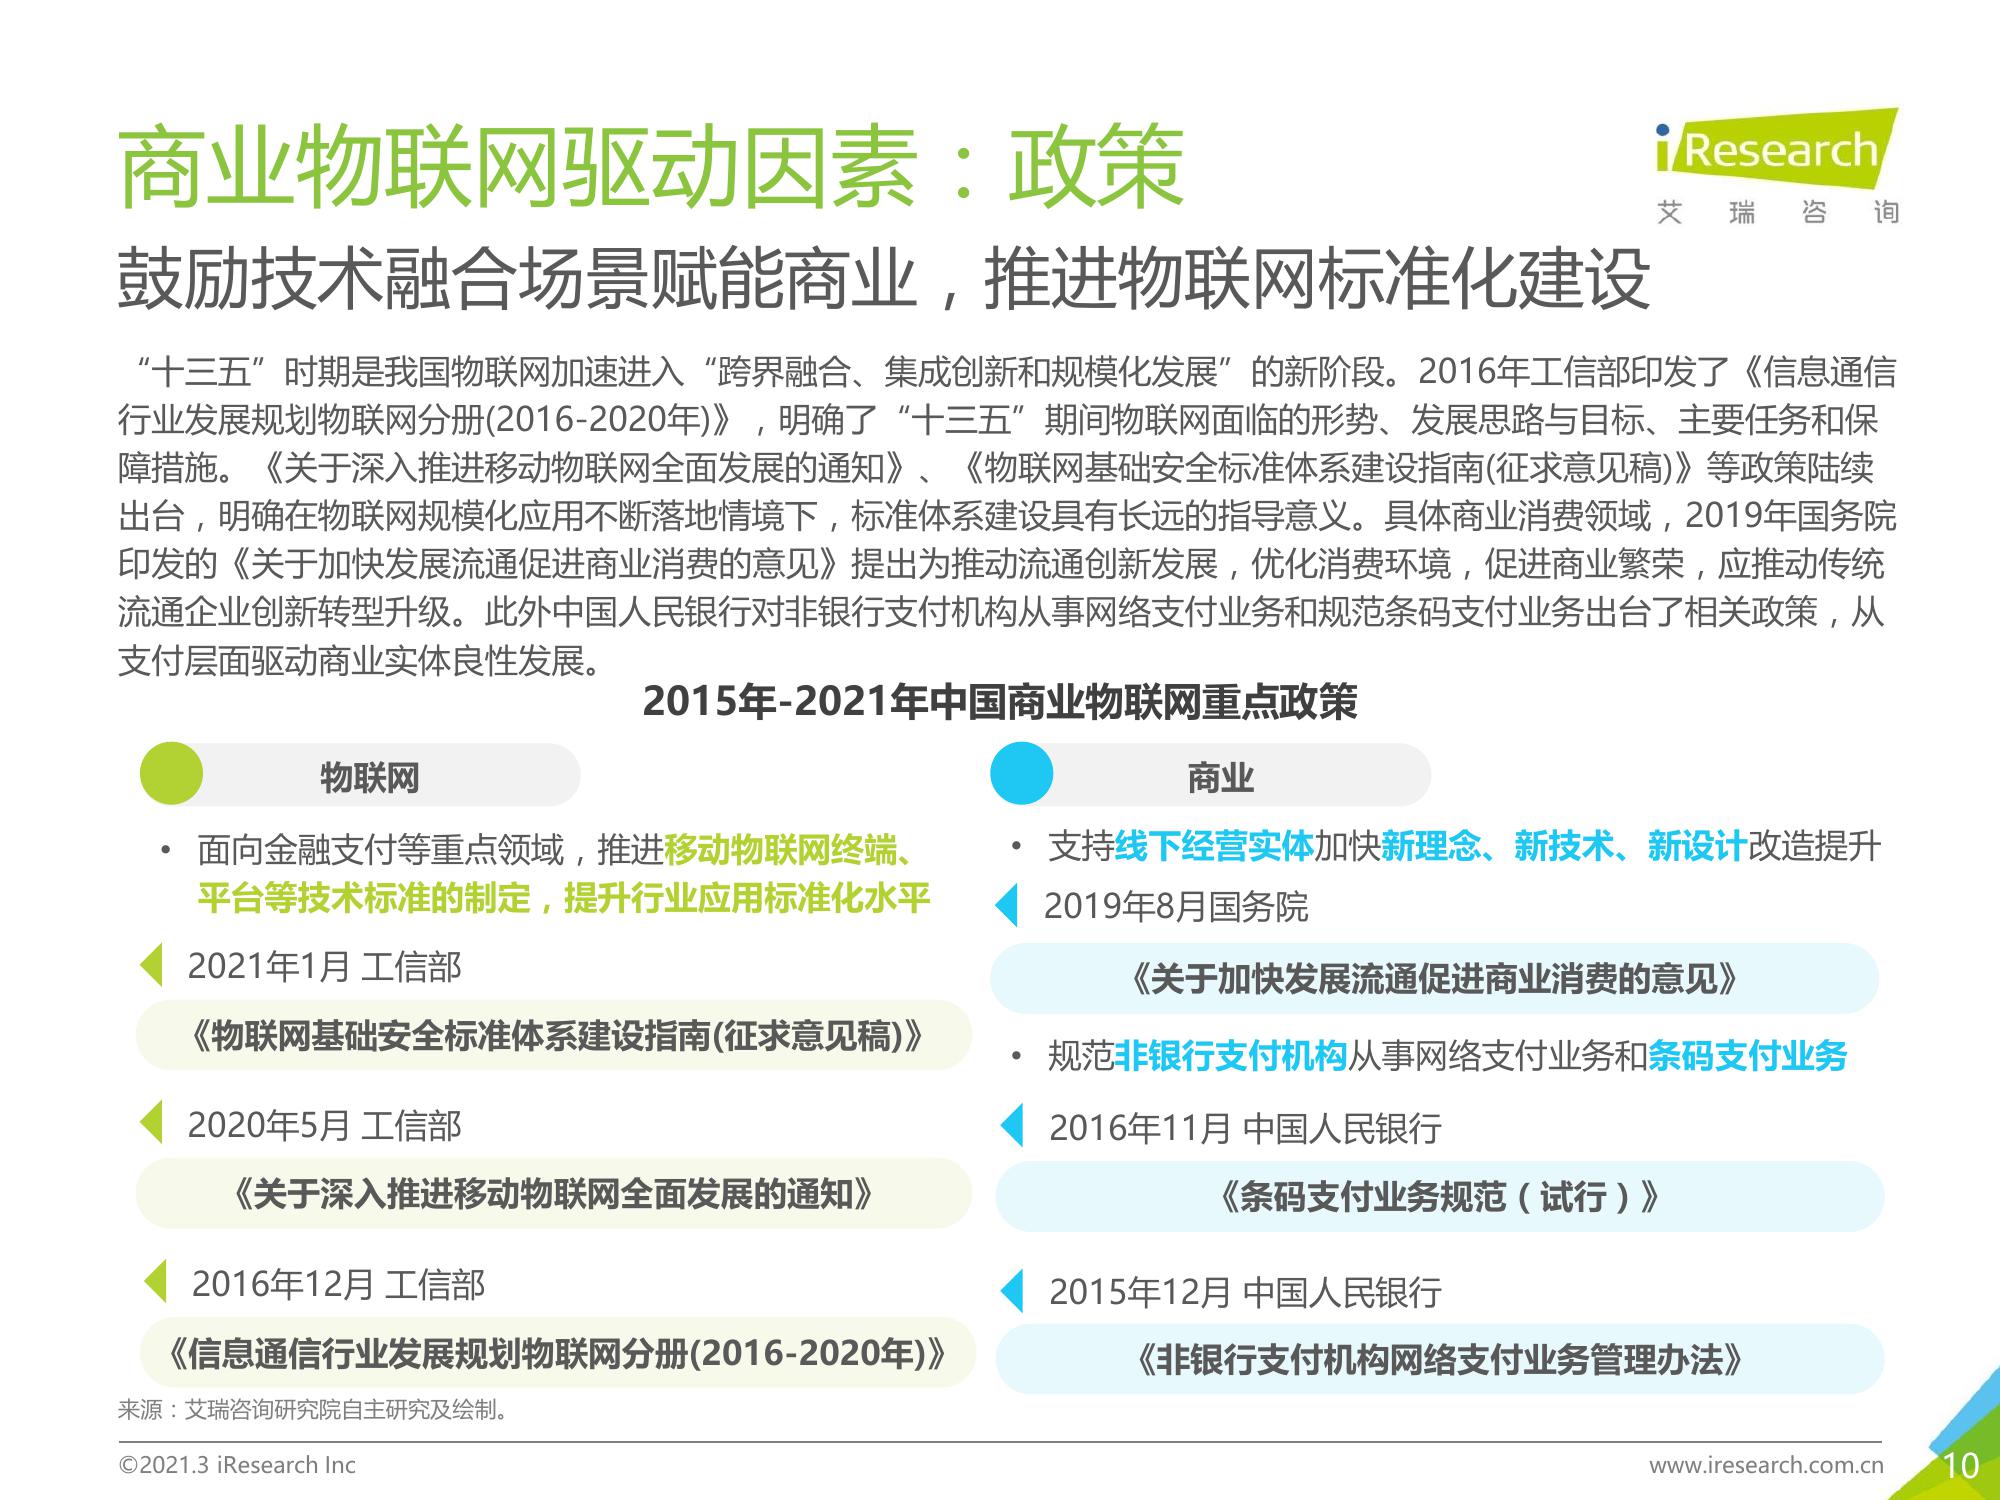 商业物联网驱动因素：政策
iResearch
艾瑞咨询
鼓励技术融合场景赋能商业，推进物联网标准化建设
“十三五”时期是我国物联网加速进入“跨界融合、集成创新和规模化发展”的新阶段。2016年工信部印发了《信息通信
行业发展规划物联网分册(2016-2020年)》，明确了“十三五”期间物联网面临的形势、发展思路与目标、主要任务和保
障措施。《关于深入推进移动物联网全面发展的通知》、《物联网基础安全标准体系建设指南(征求意见稿)》等政策陆续
出台，明确在物联网规模化应用不断落地情境下，标准体系建设具有长远的指导意义。具体商业消费领域，2019年国务院
印发的《关于加快发展流通促进商业消费的意见》提出为推动流通创新发展，优化消费环境，促进商业繁荣，应推动传统
流通企业创新转型升级。此外中国人民银行对非银行支付机构从事网络支付业务和规范条码支付业务出台了相关政策，从
支付层面驱动商业实体良性发展。
2015年-2021年中国商业物联网重点政策
物联网
• 面向金融支付等重点领域，推进移动物联网终端、
平台等技术标准的制定，提升行业应用标准化水平
2021年1月 工信部
《物联网基础安全标准体系建设指南(征求意见稿)》
2020年5月 工信部
《关于深入推进移动物联网全面发展的通知》
2016年12月 工信部
《信息通信行业发展规划物联网分册(2016-2020年)》
商业
• 支持线下经营实体加快新理念、新技术、新设计改造提升
2019年8月国务院
《关于加快发展流通促进商业消费的意见》
• 规范非银行支付机构从事网络支付业务和条码支付业务
2016年11月 中国人民银行
《条码支付业务规范（试行）》
2015年12月 中国人民银行
《非银行支付机构网络支付业务管理办法》
来源：艾瑞咨询研究院自主研究及绘制。
©2021.3 iResearch Inc
www.iresearch.com.cn
10